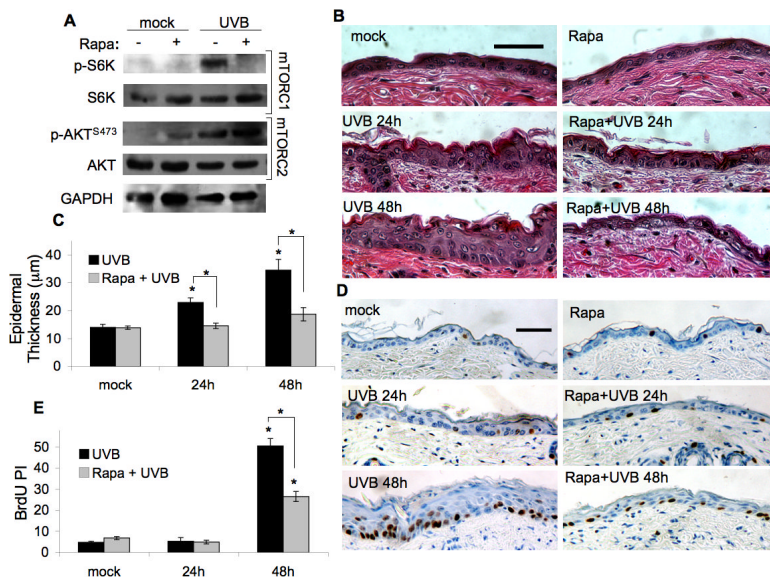 A
mock UVB
Rapa: - + - +
p-S6K
S6K
mTORC1
p-AKTS473
AKT
mTORC2
GAPDH
B
mock
Rapa
UVB 24h
Rapa+UVB 24h
UVB 48h
Rapa+UVB 48h
C
Epidermal
Thickness (μm)
50
40
30
20
10
0
UVB
Rapa + UVB
*
*
*
*
mock 24h 48h
D
mock
Rapa
UVB 24h
Rapa+UVB 24h
UVB 48h
Rapa+UVB 48h
E
BrdU PI
50
40
30
20
10
0
UVB
Rapa + UVB
*
*
*
mock 24h 48h